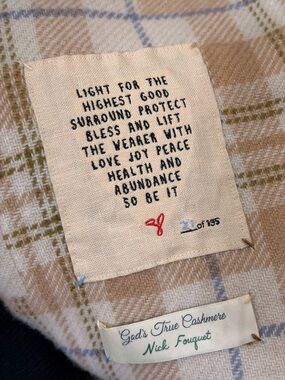 LIGHT FOR THE
HIGHEST GOOD
SURROUND PROTECT
BLESS AND LIFT
THE WEARER WITH
LOVE JOY PEACE
HEALTH AND
ABUNDANCE
SO BE IT
of 195
God's True Cashmere
Nick Fouquet